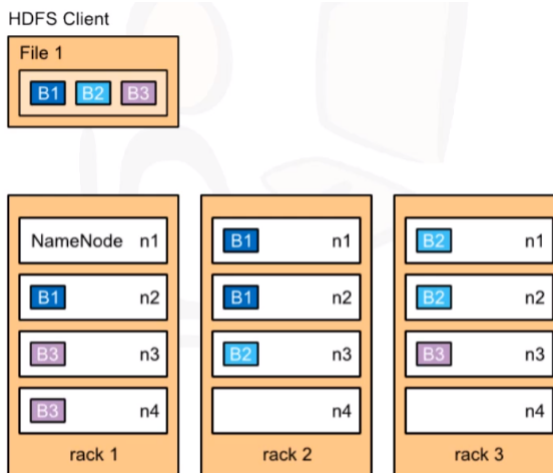 HDFS Client
File 1
B1 B2 B3
NameNode n1
B1 n2
B3 n3
B3 n4
rack 1
B1 n1
B1 n2
B2 n3
n4
rack 2
B2 n1
B2 n2
B3 n3
n4
rack 3